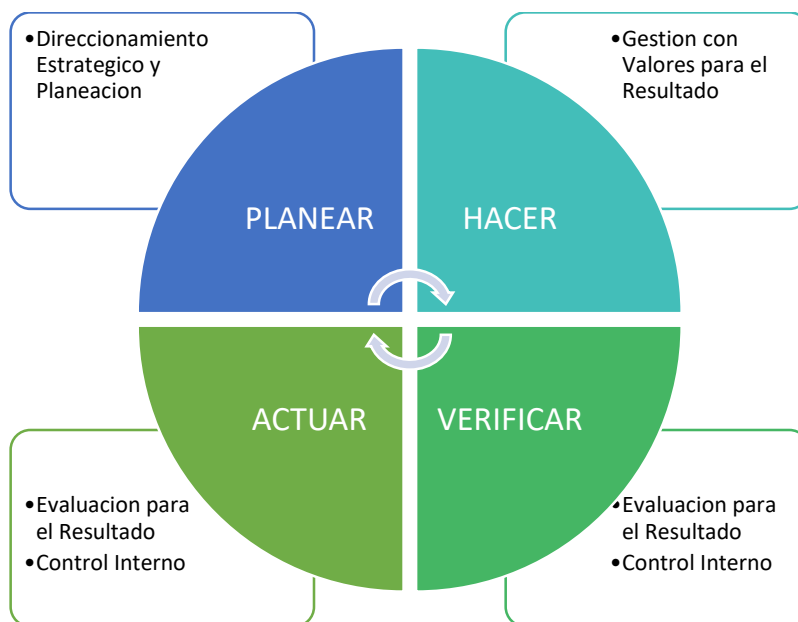 •Direccionamiento
Estrategico y
Planeacion
•Gestion con
Valores para el
Resultado
PLANEAR
HACER
ACTUAR
VERIFICAR
•Evaluacion para
el Resultado
•Control Interno
•Evaluacion para
el Resultado
•Control Interno